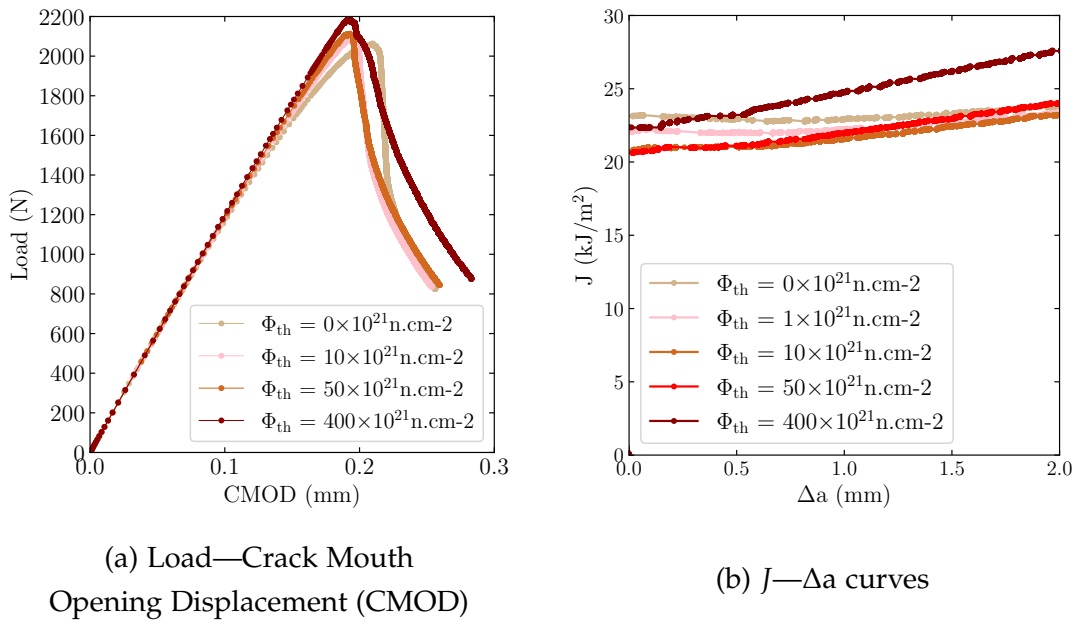 2200
2000
1800
1600
1400
1200
1000
800
600
400
200
0
Load (N)
Φth = 0×10²¹n.cm-2
Φth = 10×10²¹n.cm-2
Φth = 50×10²¹n.cm-2
Φth = 400×10²¹n.cm-2
0.0 0.1 0.2 0.3
CMOD (mm)
(a) Load—Crack Mouth
Opening Displacement (CMOD)
30
25
20
15
10
5
0
J (kJ/m²)
Φth = 0×10²¹n.cm-2
Φth = 1×10²¹n.cm-2
Φth = 10×10²¹n.cm-2
Φth = 50×10²¹n.cm-2
Φth = 400×10²¹n.cm-2
0.0 0.5 1.0 1.5 2.0
Δa (mm)
(b) J—Δa curves